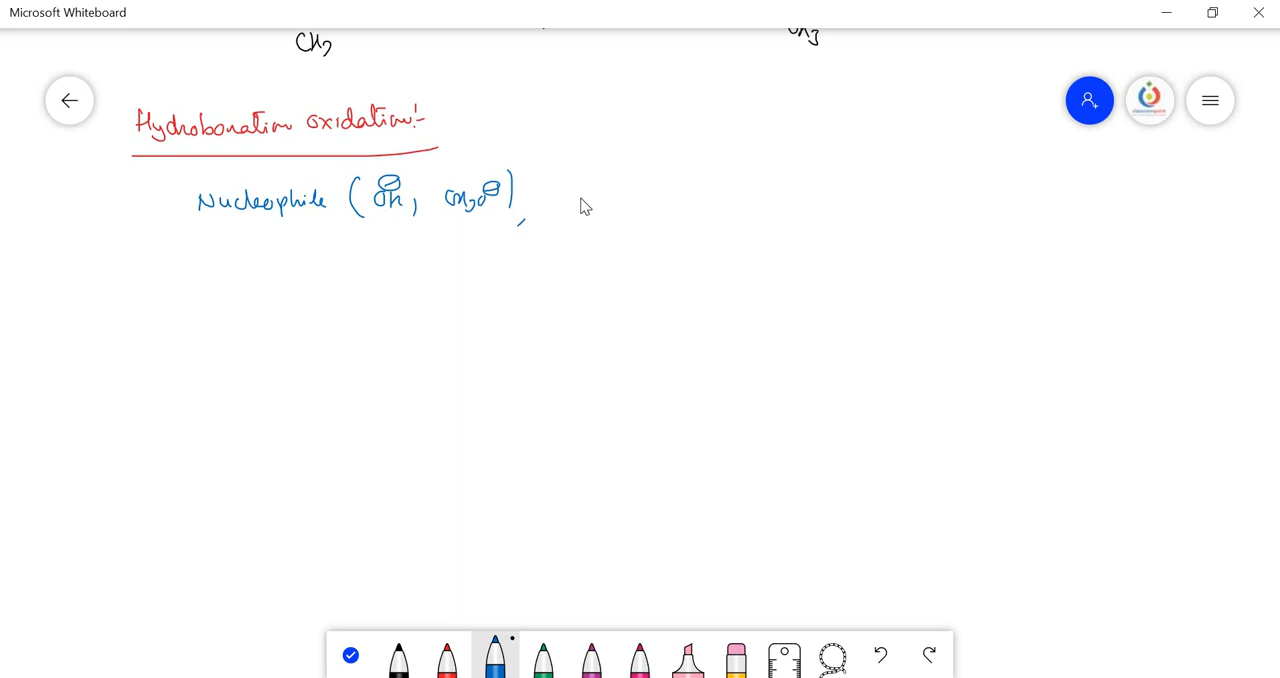 Microsoft Whiteboard
CH3
CH3
Hydroboration oxidation:-
Nucleophile (OH⊖, CH3O⊖),